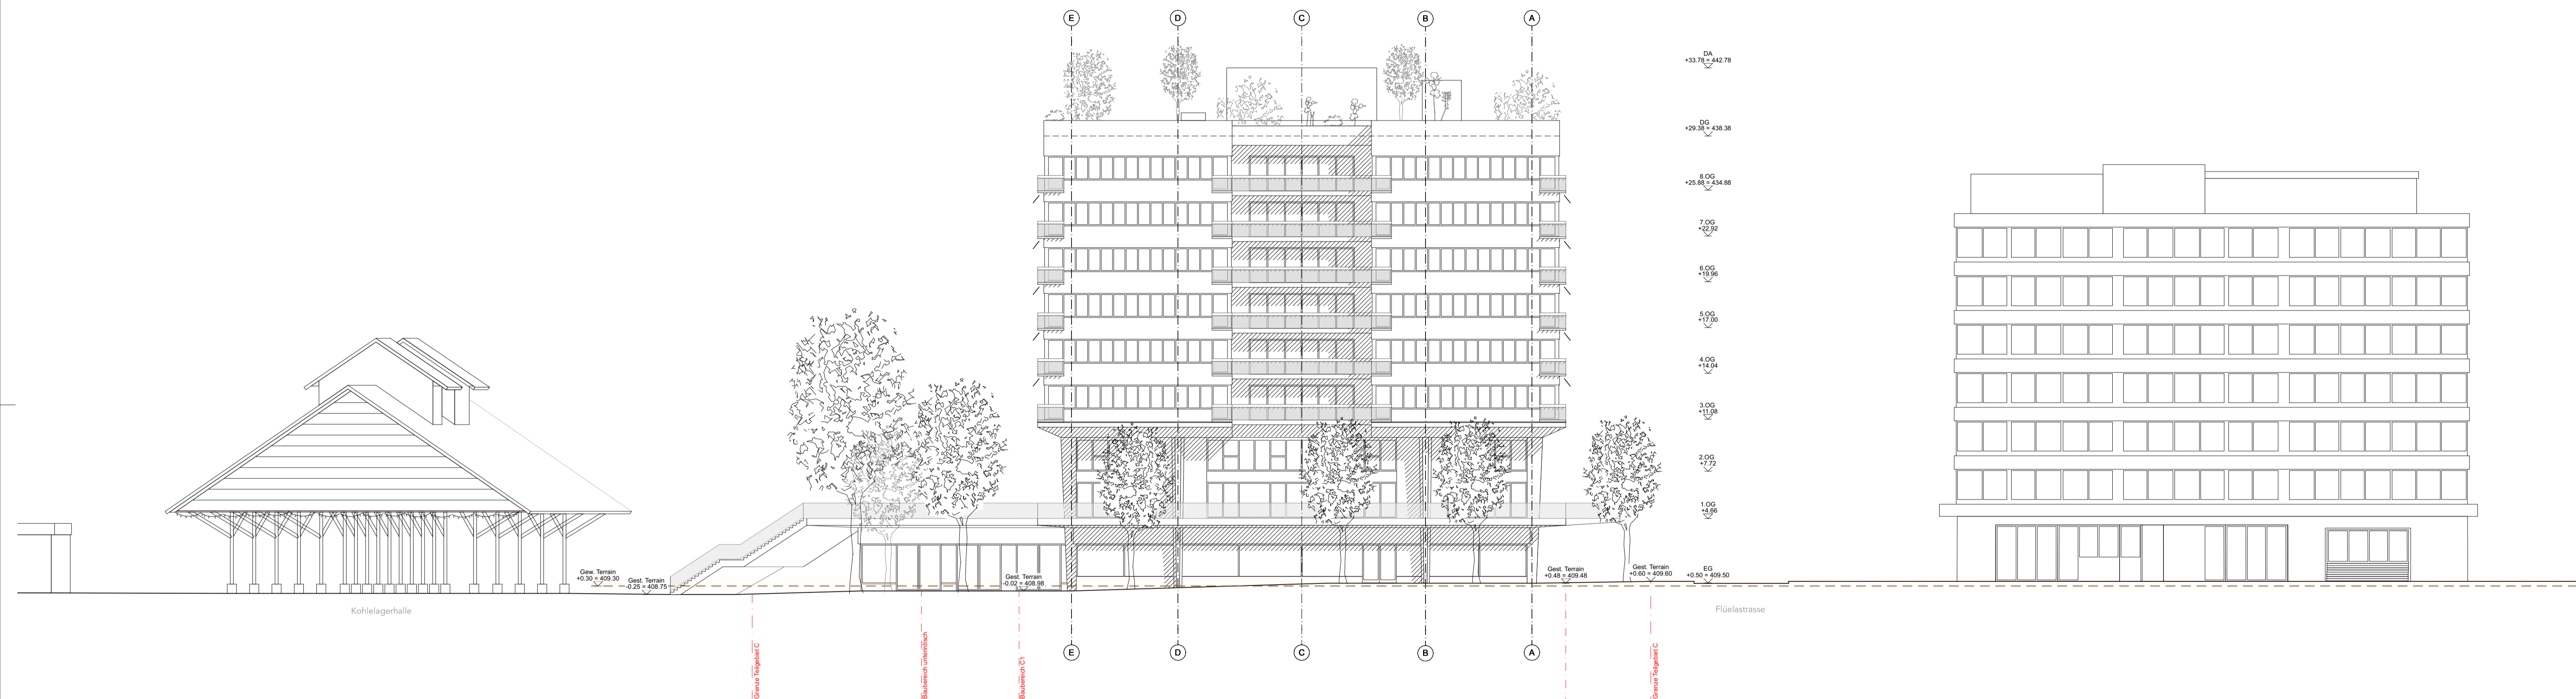 E
D
C
B
A
DA
+33.78 = 442.78
DG
+29.38 = 438.38
8.OG
+25.88 = 434.88
7.OG
+22.92
6.OG
+19.96
5.OG
+17.00
4.OG
+14.04
3.OG
+11.08
2.OG
+7.72
1.OG
+4.66
EG
+0.50 = 409.50
Gew. Terrain
+0.30 = 409.30
Gest. Terrain
-0.25 = 408.75
Gest. Terrain
-0.02 = 408.98
Gest. Terrain
+0.48 = 409.48
Gest. Terrain
+0.60 = 409.60
Kohlelagerhalle
Flüelastrasse
Grenze Teilgebiet C
Baubereich unterirdisch
Baubereich C1
Grenze Teilgebiet C
E
D
C
B
A